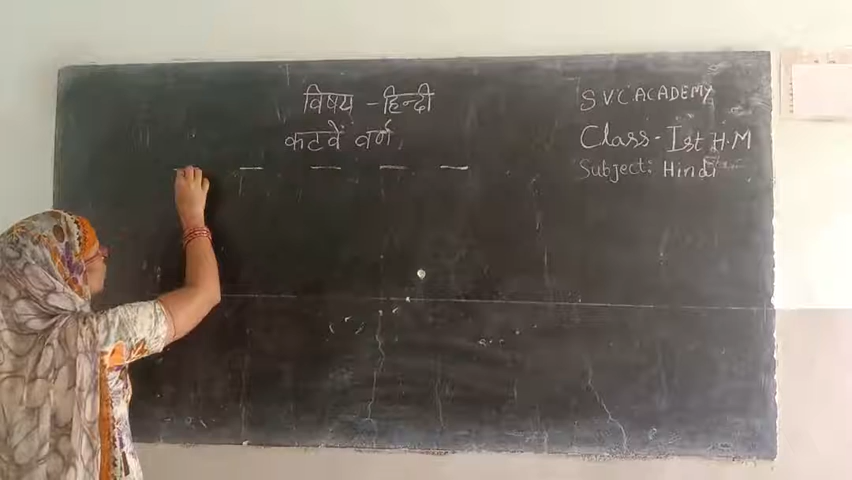 विषय - हिन्दी
कटवें वर्ण
SVC ACADEMY
Class - Ist H.M
Subject: Hindi